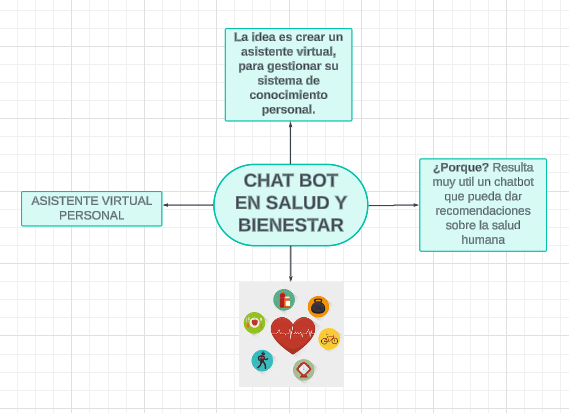 La idea es crear un
asistente virtual,
para gestionar su
sistema de
conocimiento
personal.
CHAT BOT
EN SALUD Y
BIENESTAR
ASISTENTE VIRTUAL
PERSONAL
¿Porque? Resulta
muy util un chatbot
que pueda dar
recomendaciones
sobre la salud
humana